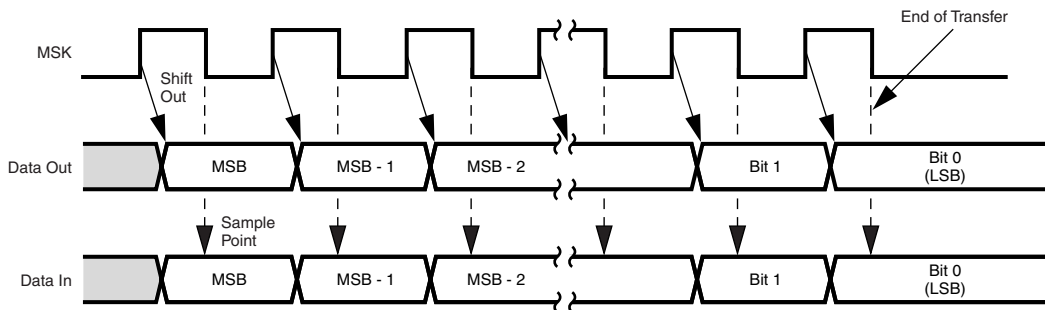 End of Transfer
MSK
Shift
Out
Data Out
MSB
MSB - 1
MSB - 2
Bit 1
Bit 0
(LSB)
Sample
Point
Data In
MSB
MSB - 1
MSB - 2
Bit 1
Bit 0
(LSB)